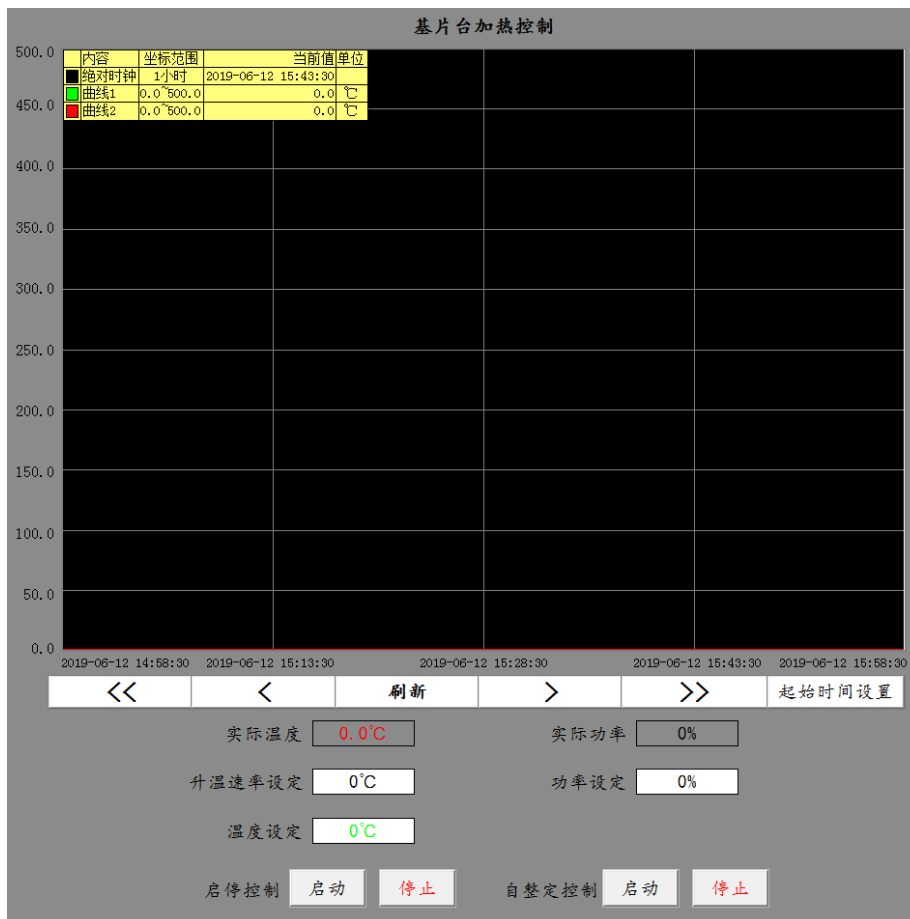 基片台加热控制
500.0
内容 坐标范围 当前值 单位
绝对时钟 1小时 2019-06-12 15:43:30
曲线1 0.0~500.0 0.0 ℃
曲线2 0.0~500.0 0.0 ℃
450.0
400.0
350.0
300.0
250.0
200.0
150.0
100.0
50.0
0.0
2019-06-12 14:58:30 2019-06-12 15:13:30 2019-06-12 15:28:30 2019-06-12 15:43:30 2019-06-12 15:58:30
<< < 刷新 > >> 起始时间设置
实际温度 0.0℃ 实际功率 0%
升温速率设定 0℃ 功率设定 0%
温度设定 0℃
启停控制 启动 停止 自整定控制 启动 停止